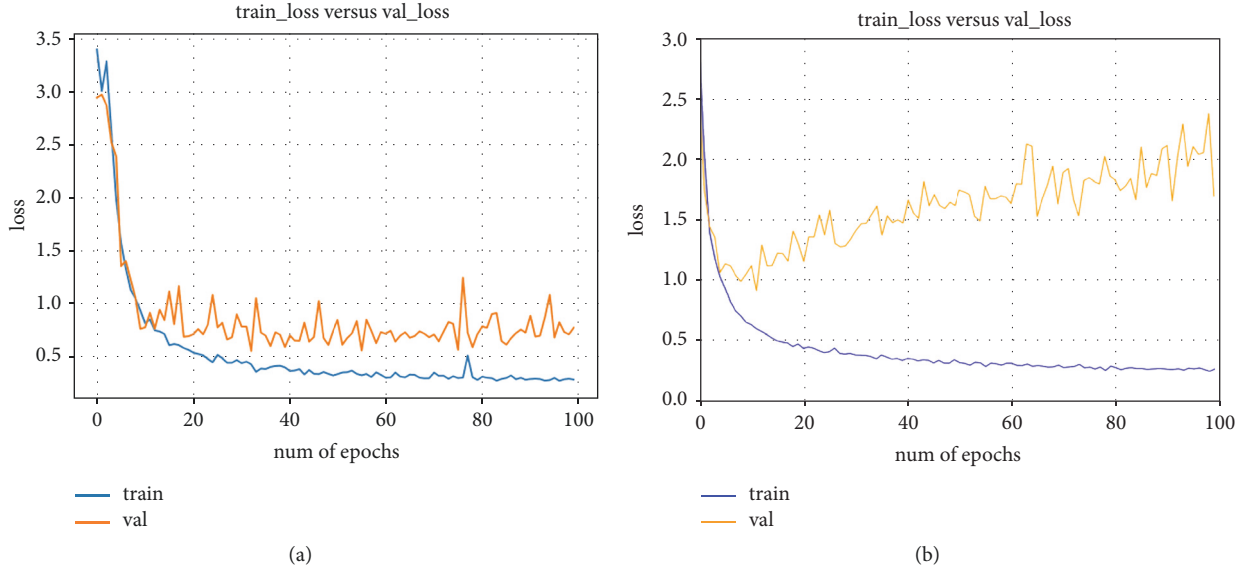 train_loss versus val_loss
3.5
3.0
2.5
2.0
1.5
1.0
0.5
loss
0 20 40 60 80 100
num of epochs
train
val
(a)
train_loss versus val_loss
3.0
2.5
2.0
1.5
1.0
0.5
0.0
loss
0 20 40 60 80 100
num of epochs
train
val
(b)